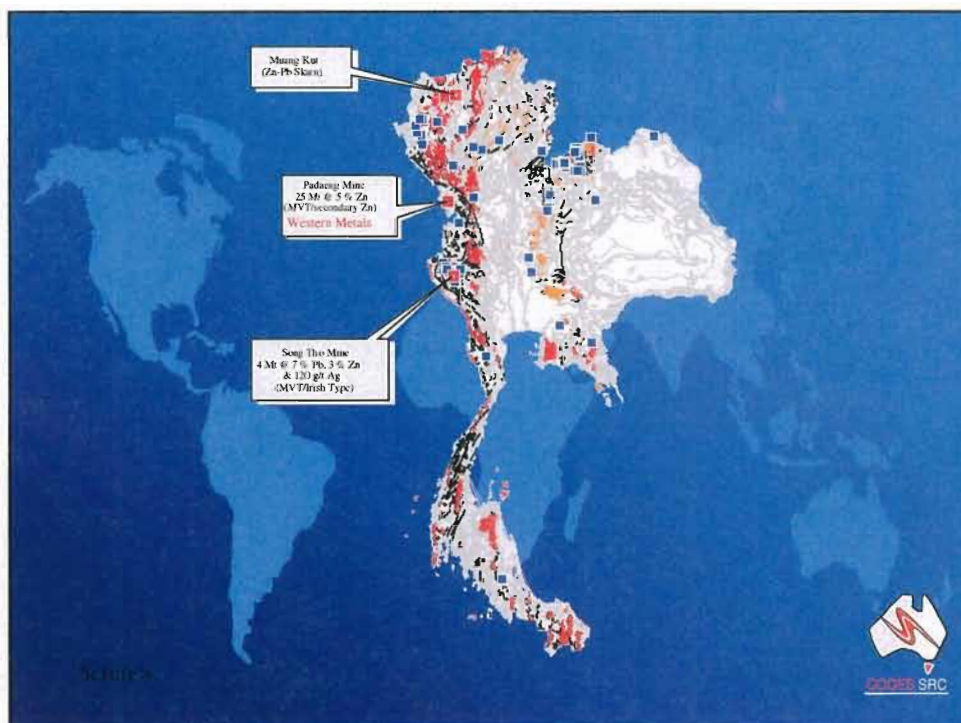 Muang Kut
(Zn-Pb Skarn)
Padaeng Mine
25 Mt @ 5 % Zn
(MVT/secondary Zn)
Western Metals
Song Tho Mine
4 Mt @ 7 % Pb, 3 % Zn
& 120 g/t Ag
(MVT/Irish Type)
CODES SRC